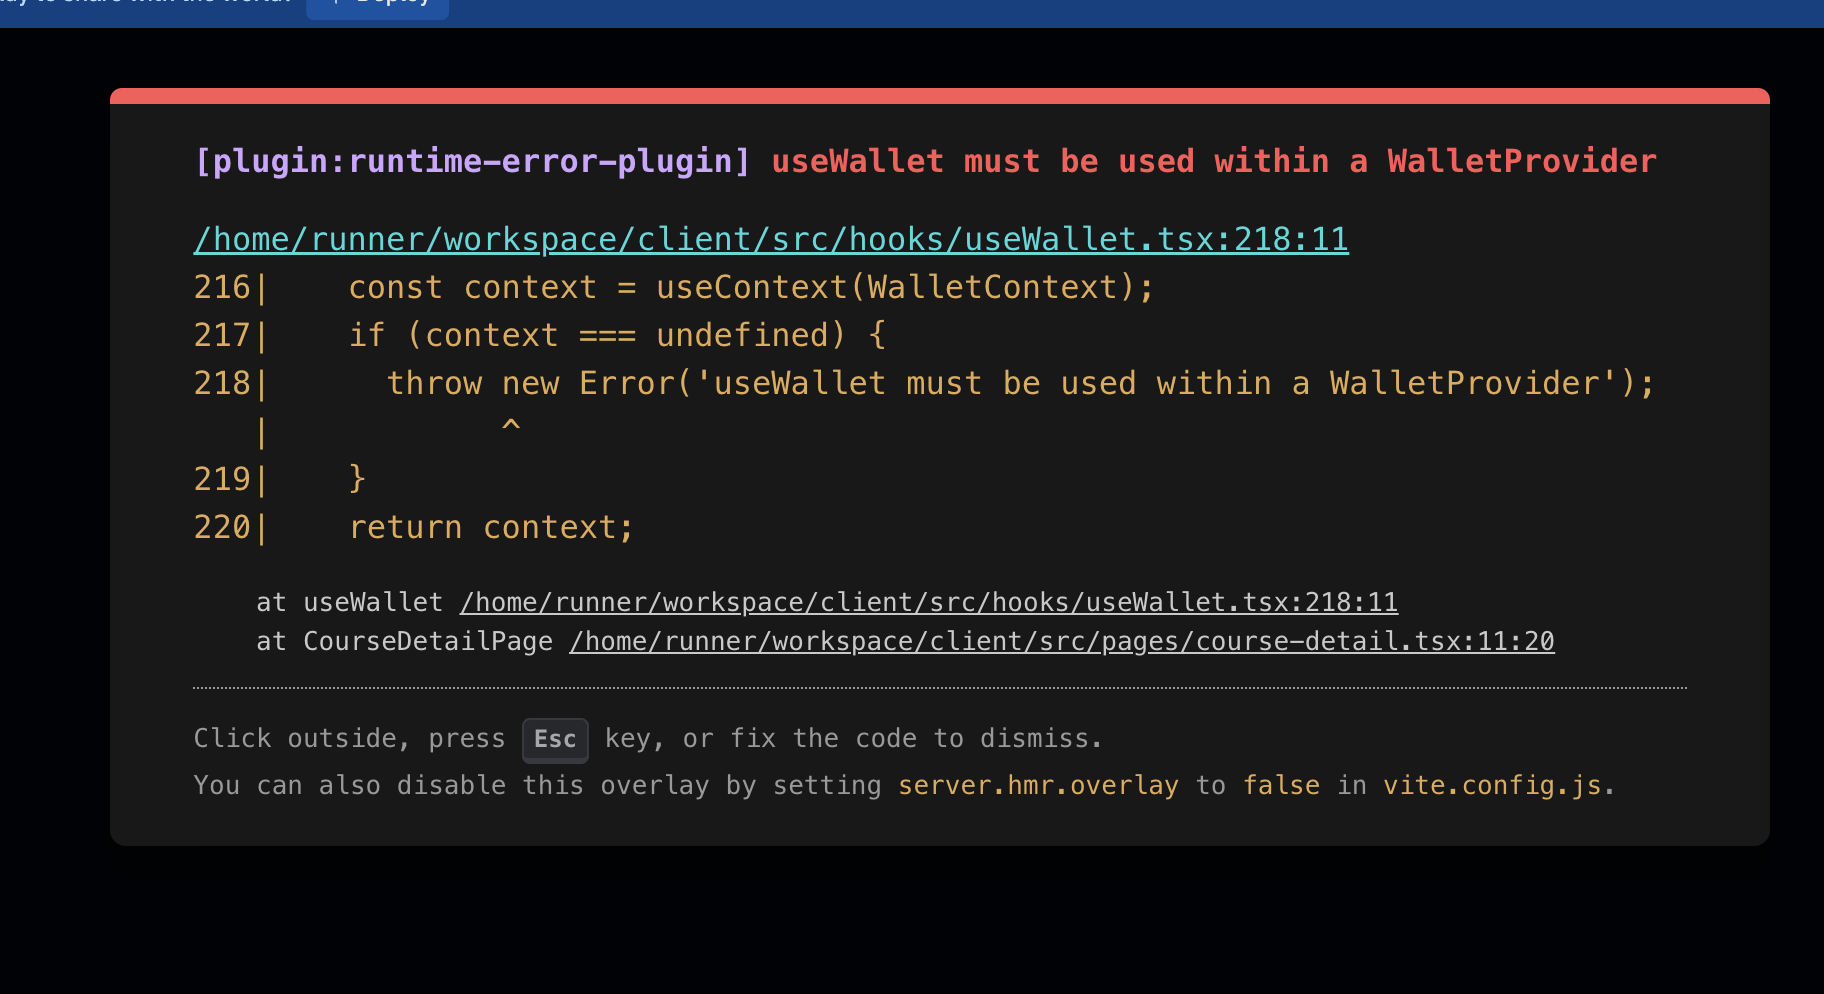 to share with the world?
Deploy
[plugin:runtime-error-plugin] useWallet must be used within a WalletProvider
/home/runner/workspace/client/src/hooks/useWallet.tsx:218:11
216|    const context = useContext(WalletContext);
217|    if (context === undefined) {
218|      throw new Error('useWallet must be used within a WalletProvider');
   |            ^
219|    }
220|    return context;
at useWallet /home/runner/workspace/client/src/hooks/useWallet.tsx:218:11
at CourseDetailPage /home/runner/workspace/client/src/pages/course-detail.tsx:11:20
Click outside, press Esc key, or fix the code to dismiss.
You can also disable this overlay by setting server.hmr.overlay to false in vite.config.js.